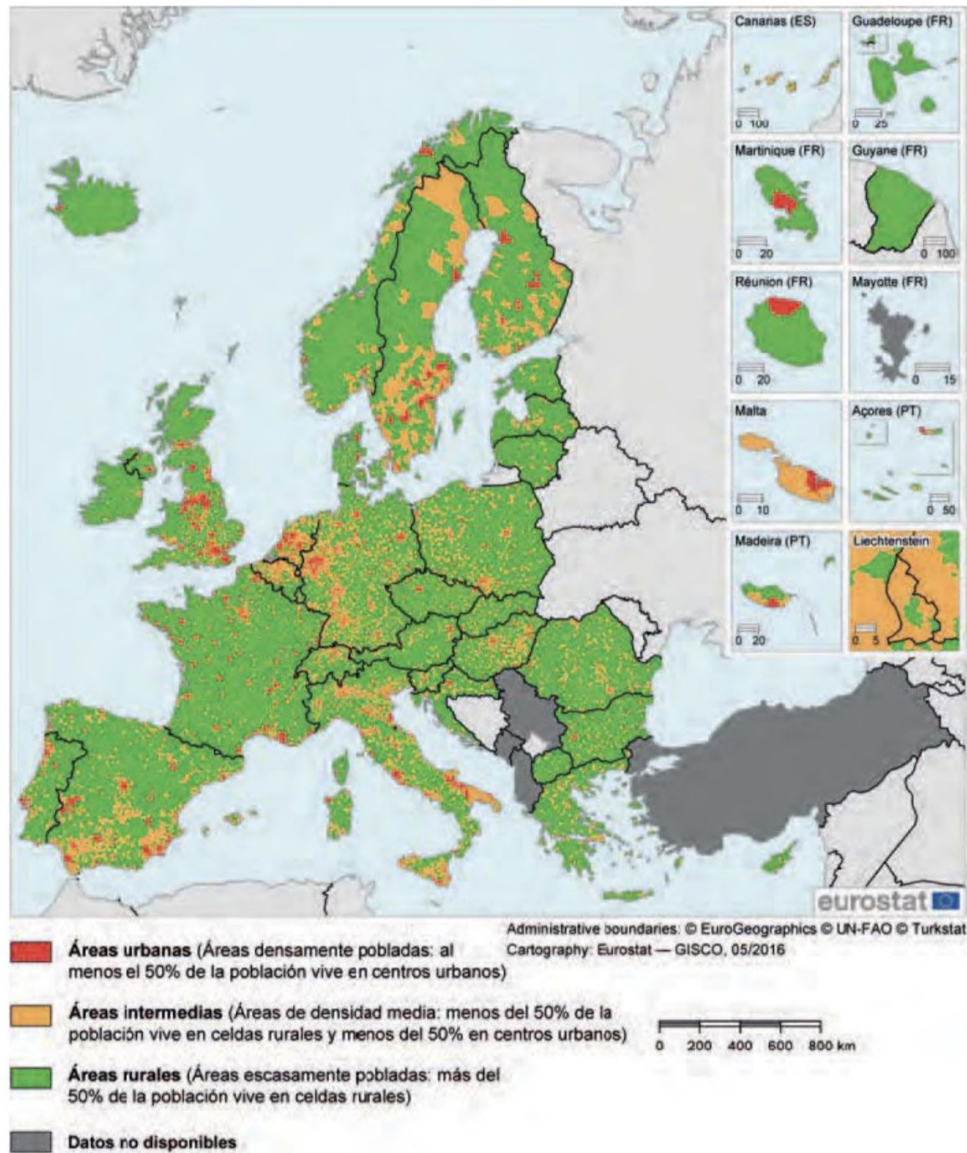 Canarias (ES)
0 100
Guadeloupe (FR)
0 25
Martinique (FR)
0 20
Guyane (FR)
0 100
Réunion (FR)
0 20
Mayotte (FR)
0 15
Malta
0 10
Açores (PT)
0 50
Madeira (PT)
0 20
Liechtenstein
0 5
eurostat
Administrative boundaries: © EuroGeographics © UN-FAO © Turkstat
Cartography: Eurostat — GISCO, 05/2016
Áreas urbanas (Áreas densamente pobladas: al
menos el 50% de la población vive en centros urbanos)
Áreas intermedias (Áreas de densidad media: menos del 50% de la
población vive en celdas rurales y menos del 50% en centros urbanos)
0 200 400 600 800 km
Áreas rurales (Áreas escasamente pobladas: más del
50% de la población vive en celdas rurales)
Datos no disponibles